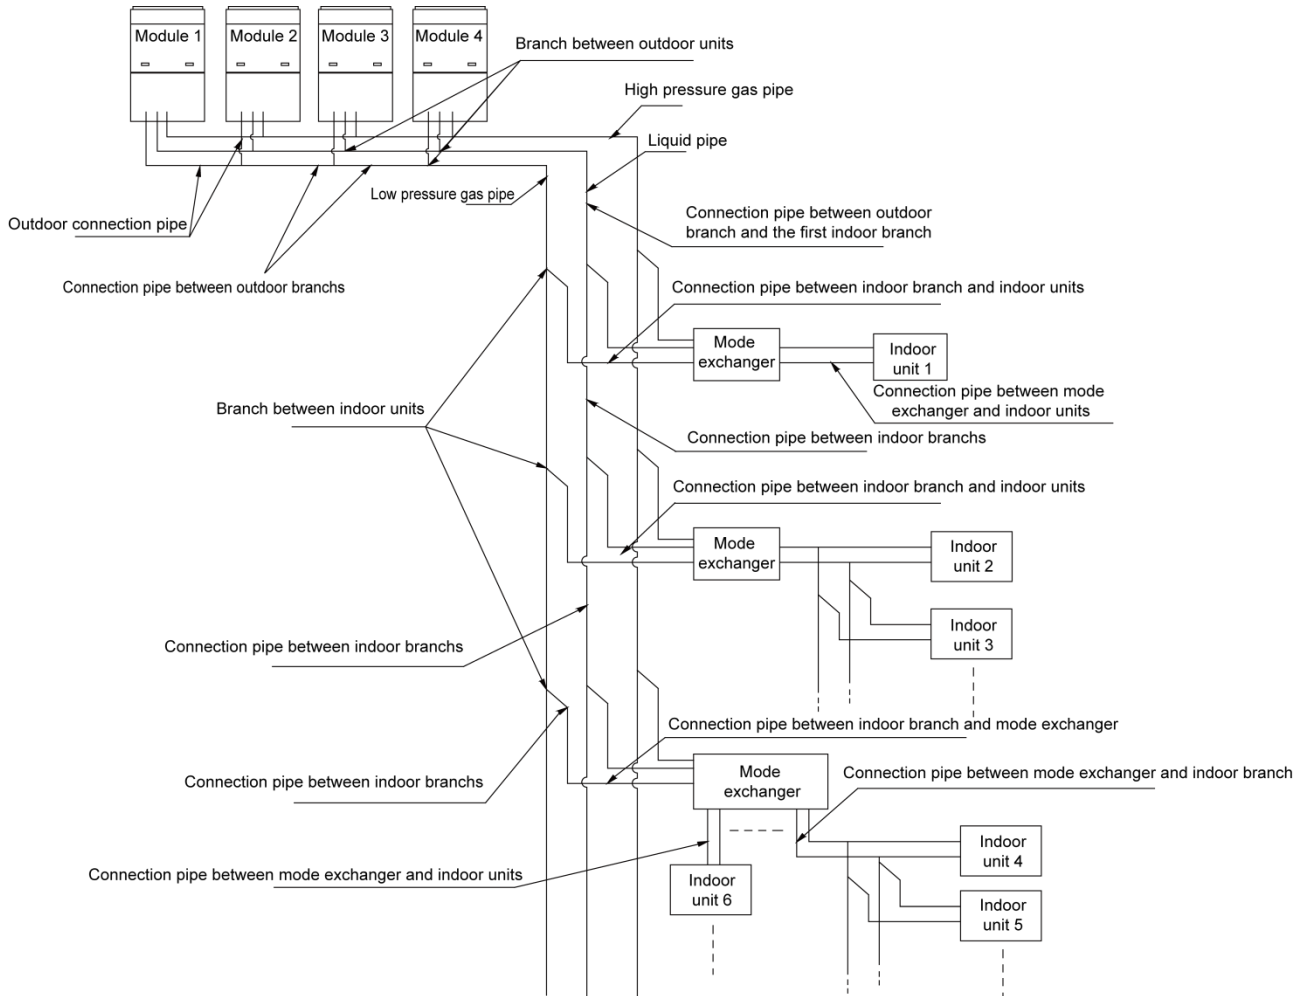 Module 1
Module 2
Module 3
Module 4
Branch between outdoor units
High pressure gas pipe
Liquid pipe
Low pressure gas pipe
Connection pipe between outdoor
branch and the first indoor branch
Outdoor connection pipe
Connection pipe between outdoor branchs
Connection pipe between indoor branch and indoor units
Mode
exchanger
Indoor
unit 1
Connection pipe between mode
exchanger and indoor units
Branch between indoor units
Connection pipe between indoor branchs
Connection pipe between indoor branch and indoor units
Mode
exchanger
Indoor
unit 2
Indoor
unit 3
Connection pipe between indoor branchs
Connection pipe between indoor branch and mode exchanger
Connection pipe between indoor branchs
Mode
exchanger
Connection pipe between mode exchanger and indoor branch
Indoor
unit 4
Connection pipe between mode exchanger and indoor units
Indoor
unit 6
Indoor
unit 5